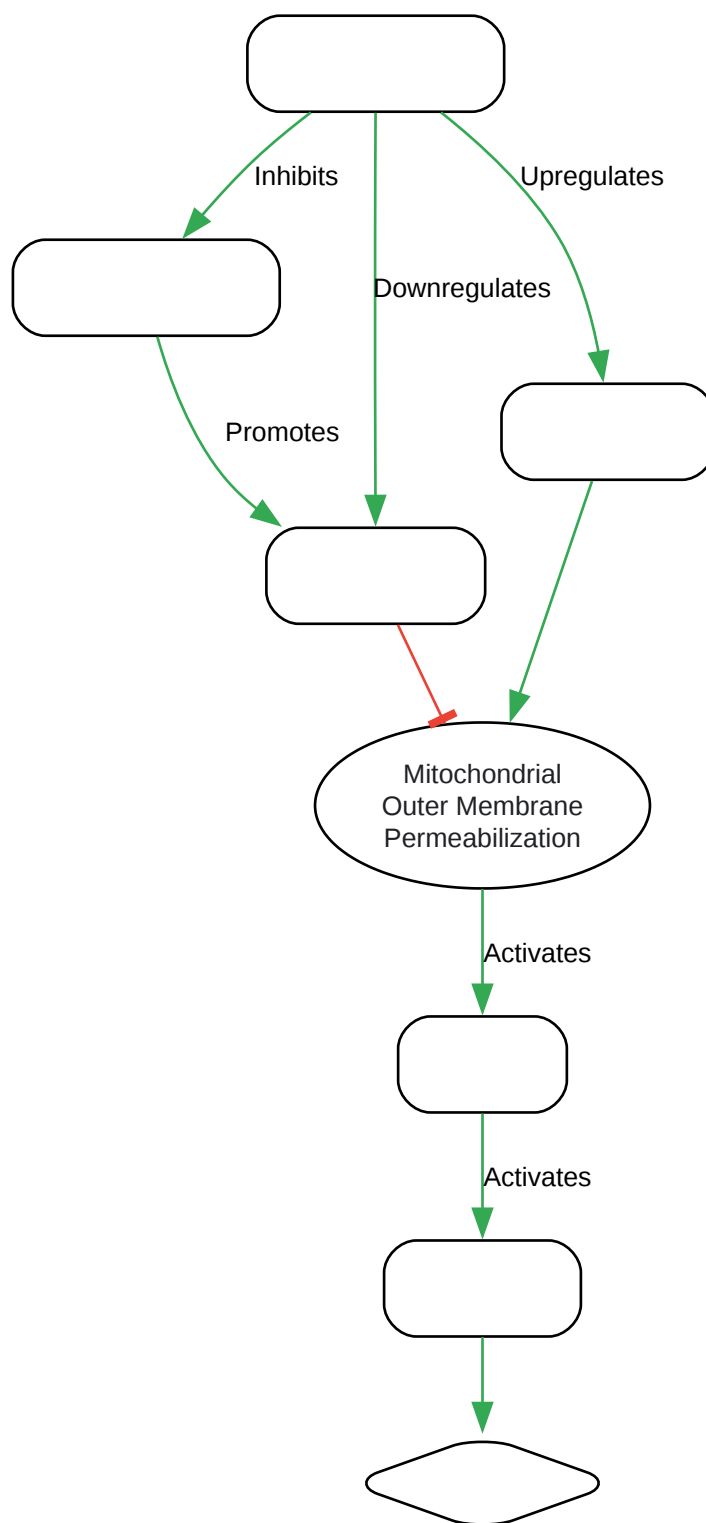 Inhibits
Upregulates
Downregulates
Promotes
Mitochondrial
Outer Membrane
Permeabilization
Activates
Activates